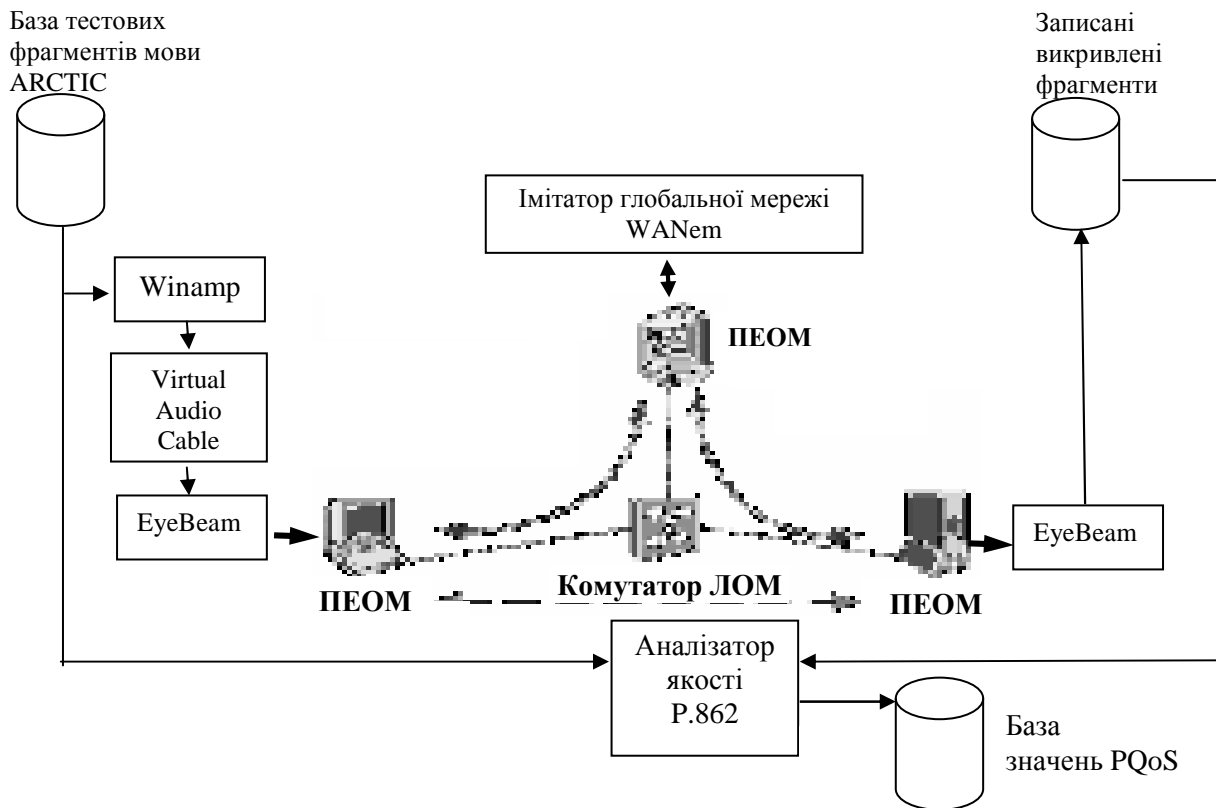 База тестових
фрагментів мови
ARCTIC
Записані
викривлені
фрагменти
Імітатор глобальної мережі
WANem
Winamp
ПЕОМ
Virtual
Audio
Cable
EyeBeam
EyeBeam
Комутатор ЛОМ
ПЕОМ
ПЕОМ
Аналізатор
якості
P.862
База
значень PQoS